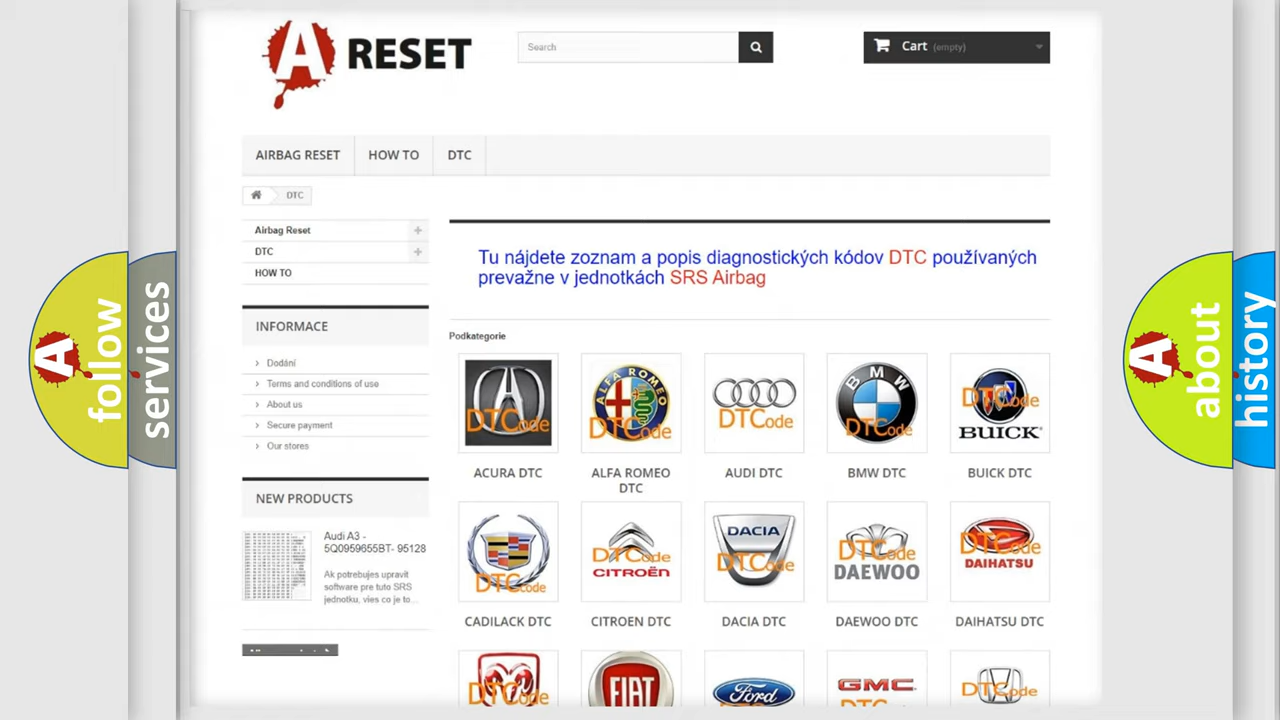 A RESET
Search
Cart (empty)
AIRBAG RESET
HOW TO
DTC
DTC
Airbag Reset
DTC
HOW TO
Tu nájdete zoznam a popis diagnostických kódov DTC používaných
prevažne v jednotkách SRS Airbag
INFORMACE
Dodání
Terms and conditions of use
About us
Secure payment
Our stores
NEW PRODUCTS
Audi A3 -
5Q0959655BT- 95128
Ak potrebujes upravit
software pre tuto SRS
jednotku, vies co je to...
Podkategorie
DTCode
ALFA ROMEO
DTCode
DTCode
BMW
DTCode
DTCode
BUICK
ACURA DTC
ALFA ROMEO
DTC
AUDI DTC
BMW DTC
BUICK DTC
DTCode
DTCode
CITROËN
DACIA
DTCode
DTCode
DAEWOO
DTCode
DAIHATSU
CADILACK DTC
CITROEN DTC
DACIA DTC
DAEWOO DTC
DAIHATSU DTC
DTCode
FIAT
Ford
GMC
DTCode
A
follow
services
A
about
history